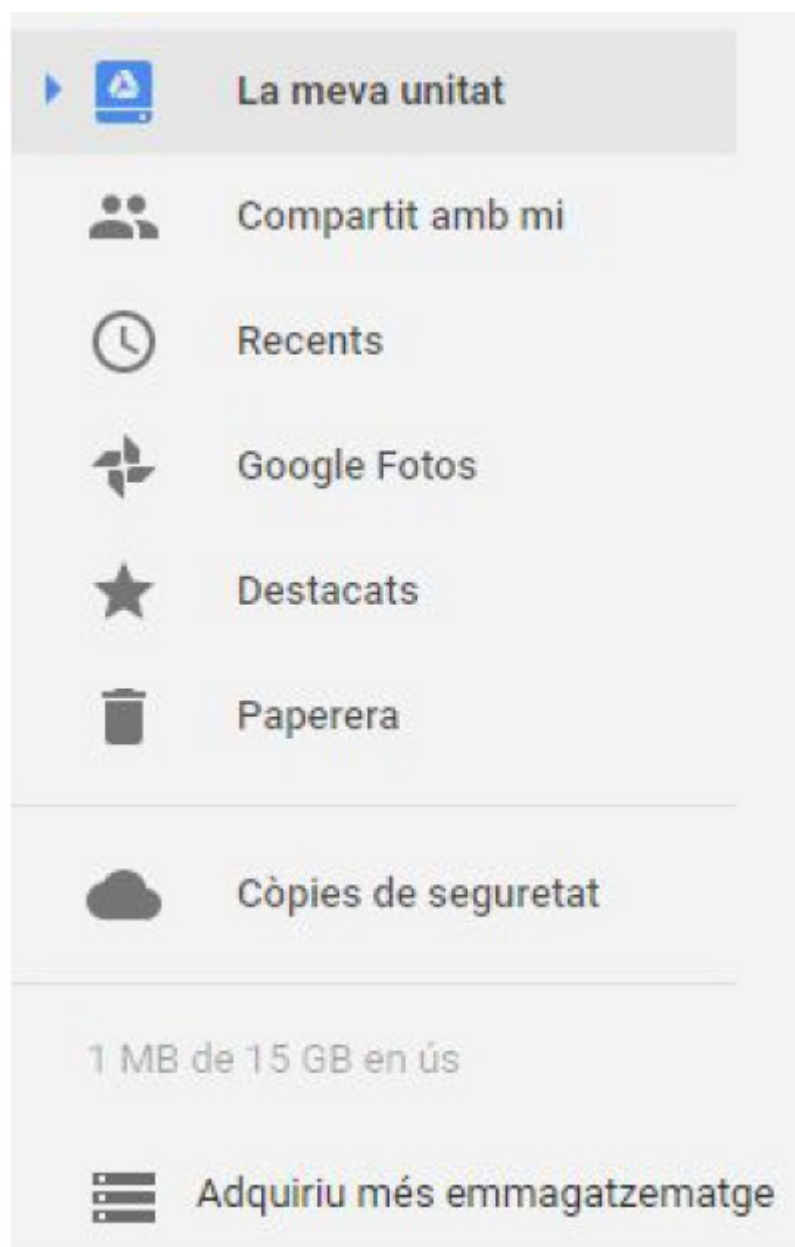 La meva unitat
Compartit amb mi
Recents
Google Fotos
Destacats
Paperera
Còpies de seguretat
1 MB de 15 GB en ús
Adquiriu més emmagatzematge